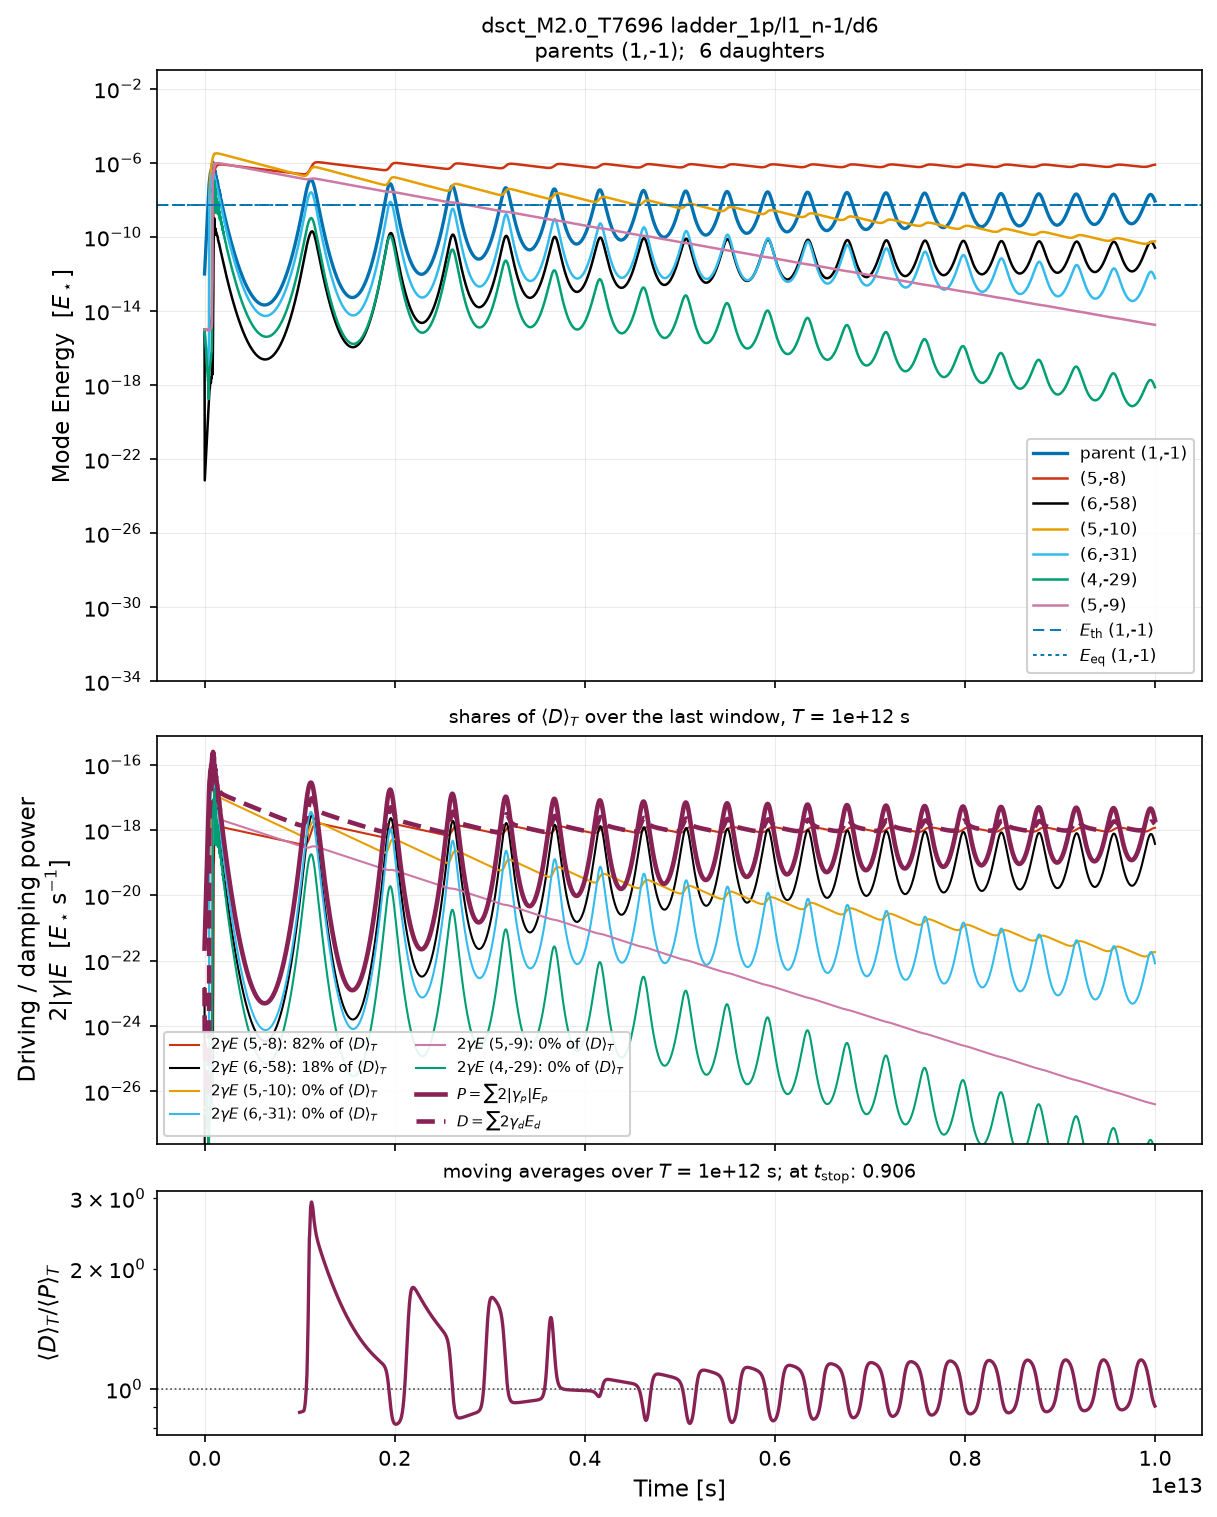 dsct_M2.0_T7696 ladder_1p/l1_n-1/d6
parents (1,-1);  6 daughters
Mode Energy [E⋆]
10⁻²
10⁻⁶
10⁻¹⁰
10⁻¹⁴
10⁻¹⁸
10⁻²²
10⁻²⁶
10⁻³⁰
10⁻³⁴
parent (1,-1)
(5,-8)
(6,-58)
(5,-10)
(6,-31)
(4,-29)
(5,-9)
E_th (1,-1)
E_eq (1,-1)
shares of ⟨D⟩_T over the last window, T = 1e+12 s
Driving / damping power
2|γ|E [E⋆ s⁻¹]
10⁻¹⁶
10⁻¹⁸
10⁻²⁰
10⁻²²
10⁻²⁴
10⁻²⁶
2γE (5,-8): 82% of ⟨D⟩_T
2γE (6,-58): 18% of ⟨D⟩_T
2γE (5,-10): 0% of ⟨D⟩_T
2γE (6,-31): 0% of ⟨D⟩_T
2γE (5,-9): 0% of ⟨D⟩_T
2γE (4,-29): 0% of ⟨D⟩_T
P = ∑2|γ_p|E_p
D = ∑2γ_dE_d
moving averages over T = 1e+12 s; at t_stop: 0.906
⟨D⟩_T/⟨P⟩_T
3 × 10⁰
2 × 10⁰
10⁰
0.0
0.2
0.4
0.6
0.8
1.0
1e13
Time [s]